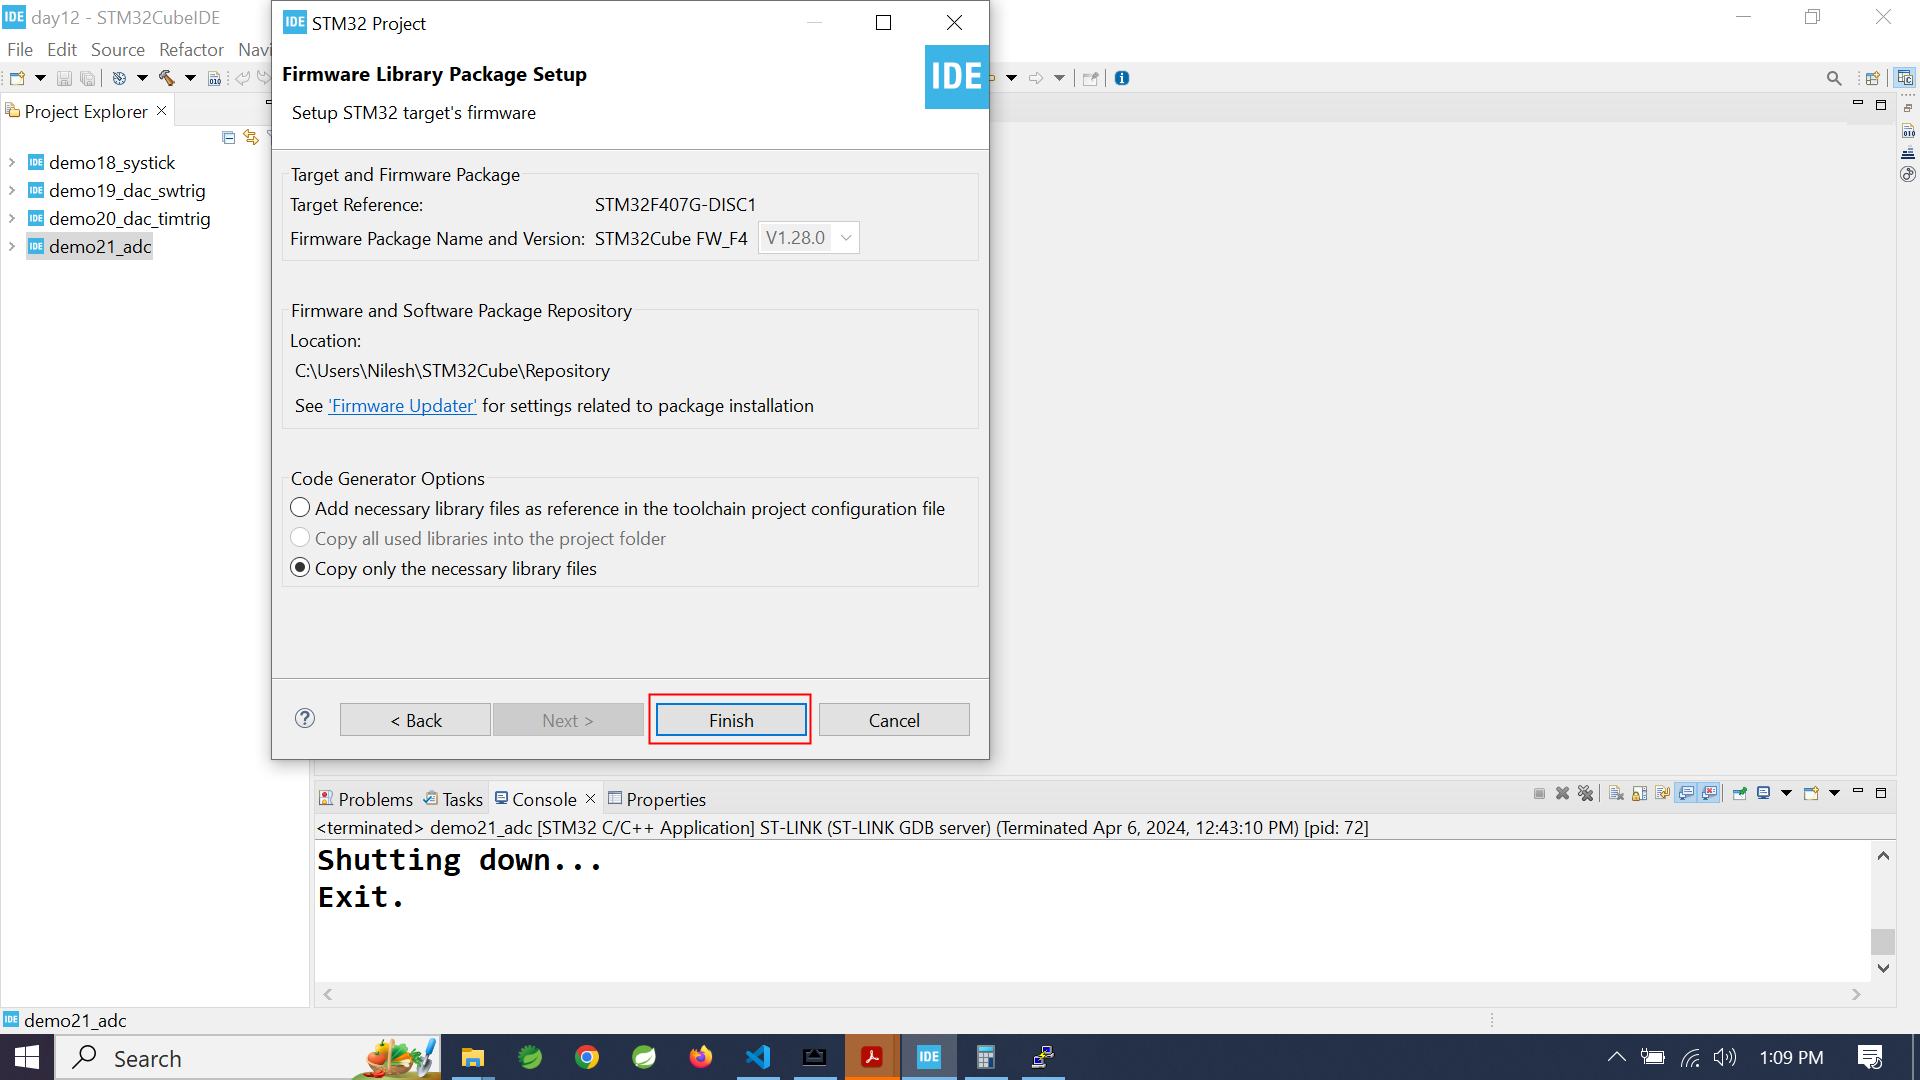 IDE day12 - STM32CubeIDE
File Edit Source Refactor Navi
Project Explorer
IDE demo18_systick
IDE demo19_dac_swtrig
IDE demo20_dac_timtrig
IDE demo21_adc
IDE STM32 Project
Firmware Library Package Setup
Setup STM32 target's firmware
IDE
Target and Firmware Package
Target Reference: STM32F407G-DISC1
Firmware Package Name and Version: STM32Cube FW_F4 V1.28.0
Firmware and Software Package Repository
Location:
C:\Users\Nilesh\STM32Cube\Repository
See 'Firmware Updater' for settings related to package installation
Code Generator Options
Add necessary library files as reference in the toolchain project configuration file
Copy all used libraries into the project folder
Copy only the necessary library files
? < Back Next > Finish Cancel
Problems Tasks Console Properties
<terminated> demo21_adc [STM32 C/C++ Application] ST-LINK (ST-LINK GDB server) (Terminated Apr 6, 2024, 12:43:10 PM) [pid: 72]
Shutting down...
Exit.
IDE demo21_adc
Search IDE 1:09 PM